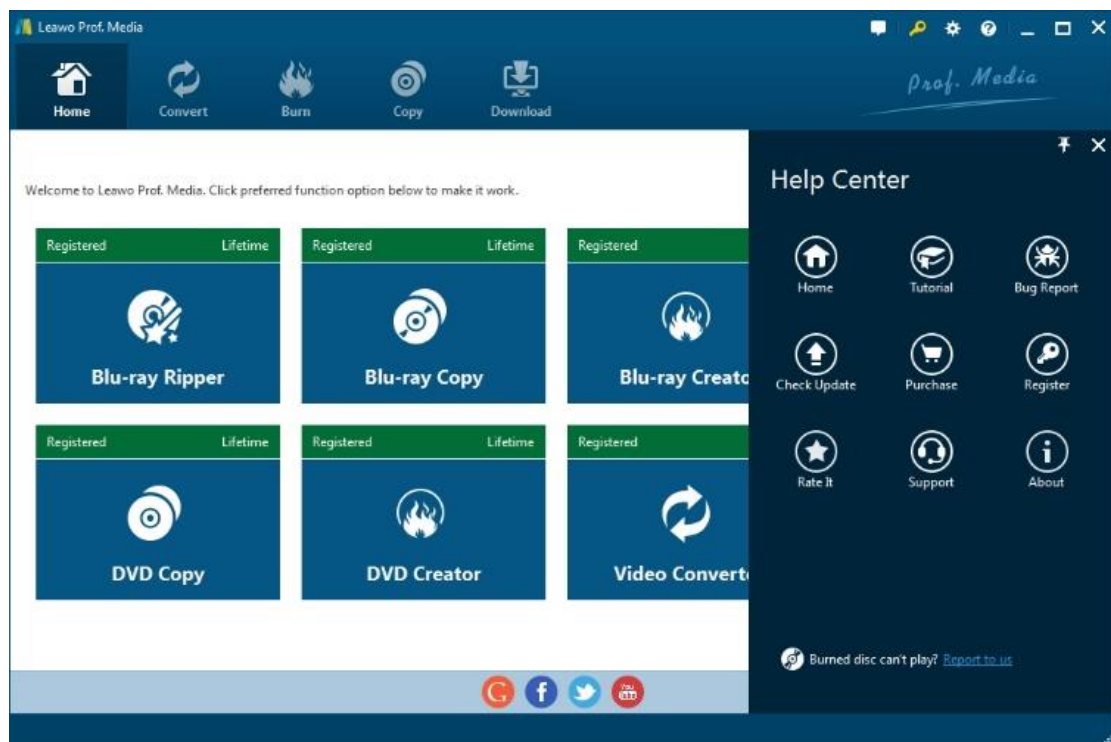 Leawo Prof. Media
Home Convert Burn Copy Download
Prof. Media
Welcome to Leawo Prof. Media. Click preferred function option below to make it work.
Registered Lifetime Registered Lifetime Registered
Blu-ray Ripper Blu-ray Copy Blu-ray Creato
Registered Lifetime Registered Lifetime Registered
DVD Copy DVD Creator Video Converte
Help Center
Home Tutorial Bug Report
Check Update Purchase Register
Rate It Support About
Burned disc can't play? Report to us
G f You Tube